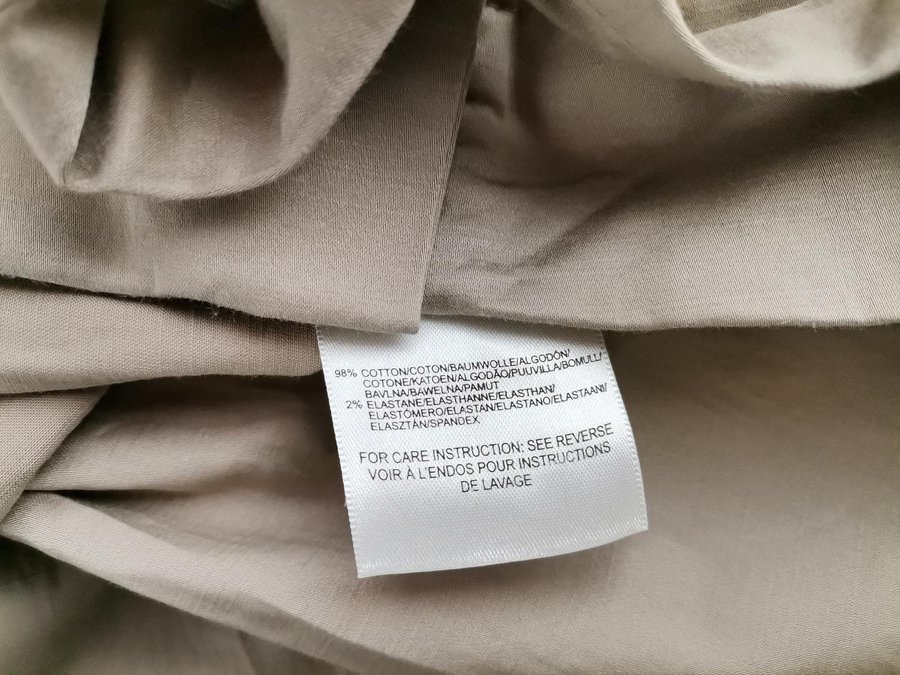 98% COTTON/COTON/BAUMWOLLE/ALGODÓN/
COTONE/KATOEN/ALGODÃO/PUUVILLA/BOMULL/
BAVLNA/BAWEŁNA/PAMUT
2% ELASTANE/ELASTHANNE/ELASTHAN/
ELASTÓMERO/ELASTAN/ELASTANO/ELASTAANI/
ELASZTÁN/SPANDEX
FOR CARE INSTRUCTION: SEE REVERSE
VOIR À L'ENDOS POUR INSTRUCTIONS
DE LAVAGE